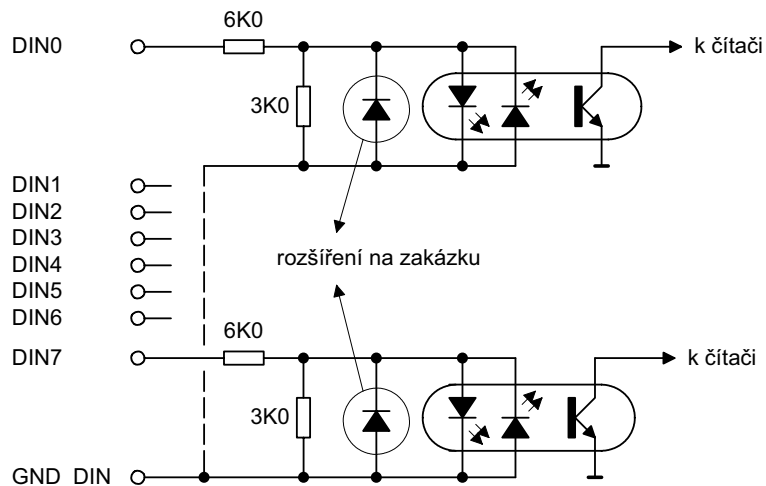 6K0
DIN0
k čítači
3K0
DIN1
DIN2
DIN3
DIN4
DIN5
DIN6
rozšíření na zakázku
6K0
DIN7
k čítači
3K0
GND DIN